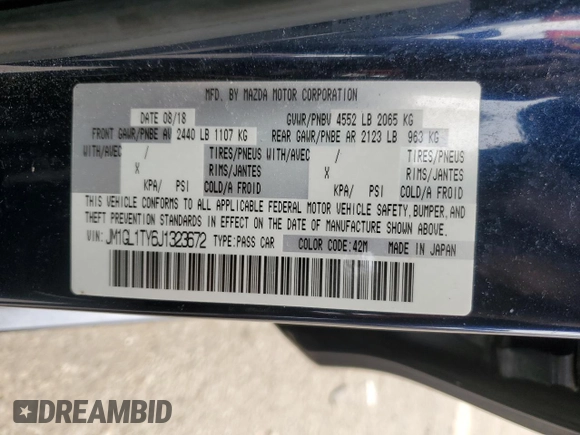 MFD. BY MAZDA MOTOR CORPORATION
DATE 08/18 GVWR/PNBV 4552 LB 2065 KG
FRONT GAWR/PNBE AV 2440 LB 1107 KG REAR GAWR/PNBE AR 2123 LB 963 KG
WITH/AVEC / TIRES/PNEUS WITH/AVEC / TIRES/PNEUS
X RIMS/JANTES X RIMS/JANTES
KPA/ PSI COLD/A FROID KPA/ PSI COLD/A FROID
THIS VEHICLE CONFORMS TO ALL APPLICABLE FEDERAL MOTOR VEHICLE SAFETY, BUMPER, AND
THEFT PREVENTION STANDARDS IN EFFECT ON THE DATE OF MANUFACTURE SHOWN ABOVE.
VIN: JM1GL1TY6J1323672 TYPE:PASS CAR COLOR CODE:42M MADE IN JAPAN
DREAMBID